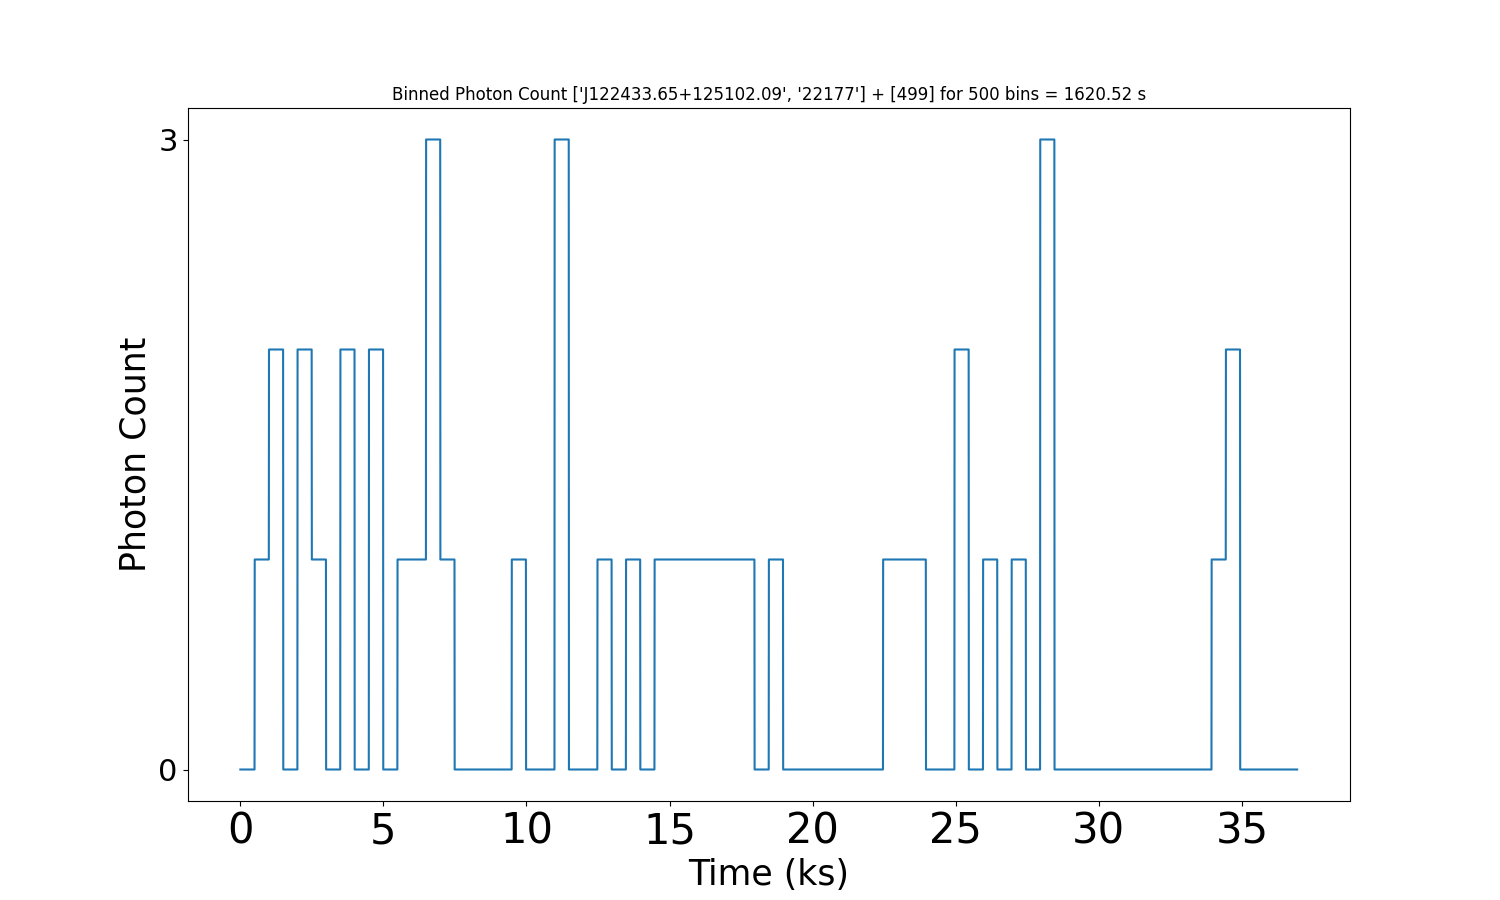 Binned Photon Count ['J122433.65+125102.09', '22177'] + [499] for 500 bins = 1620.52 s
3
Photon Count
0
0 5 10 15 20 25 30 35
Time (ks)